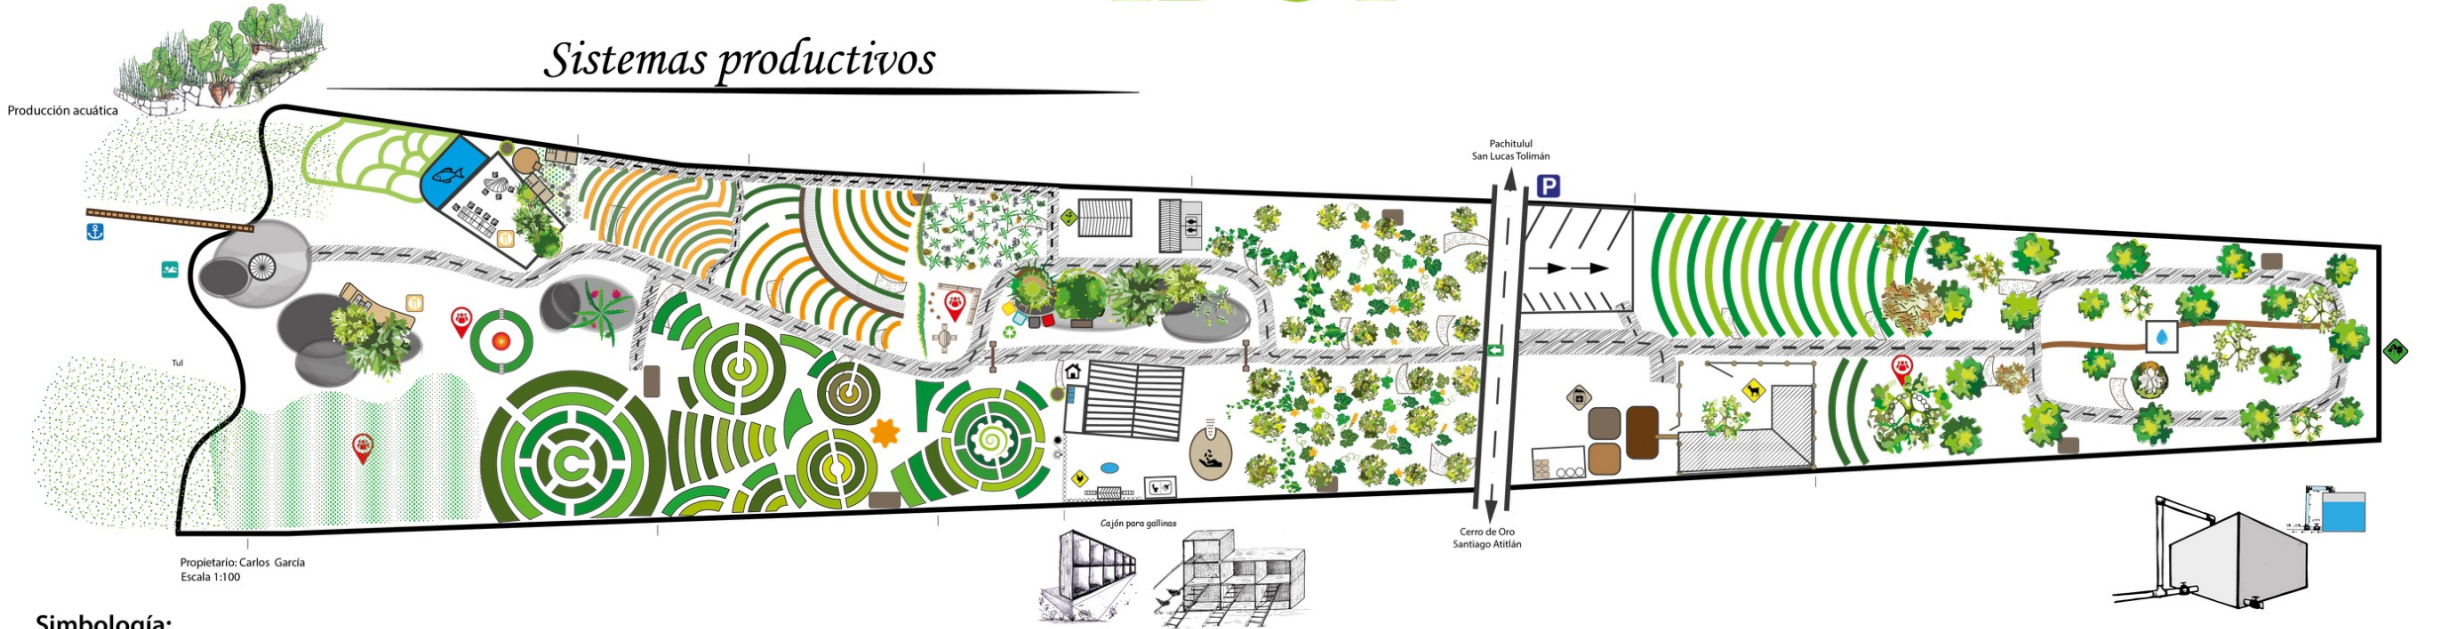 Sistemas productivos
Producción acuática
Pachitulul
San Lucas Tolimán
P
Tul
Cajón para gallinas
Cerro de Oro
Santiago Atitlán
Propietario: Carlos García
Escala 1:100
Simbología: